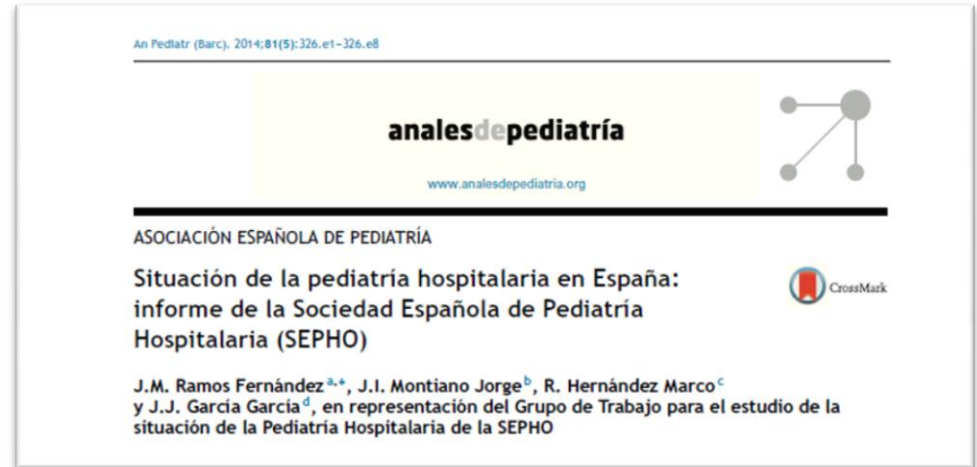 An Pediatr (Barc). 2014;81(5):326.e1-326.e8
analesdepediatría
www.analesdepediatria.org
ASOCIACIÓN ESPAÑOLA DE PEDIATRÍA
Situación de la pediatría hospitalaria en España:
informe de la Sociedad Española de Pediatría
Hospitalaria (SEPHO)
CrossMark
J.M. Ramos Fernández a,*, J.I. Montiano Jorge b, R. Hernández Marco c
y J.J. García García d, en representación del Grupo de Trabajo para el estudio de la
situación de la Pediatría Hospitalaria de la SEPHO